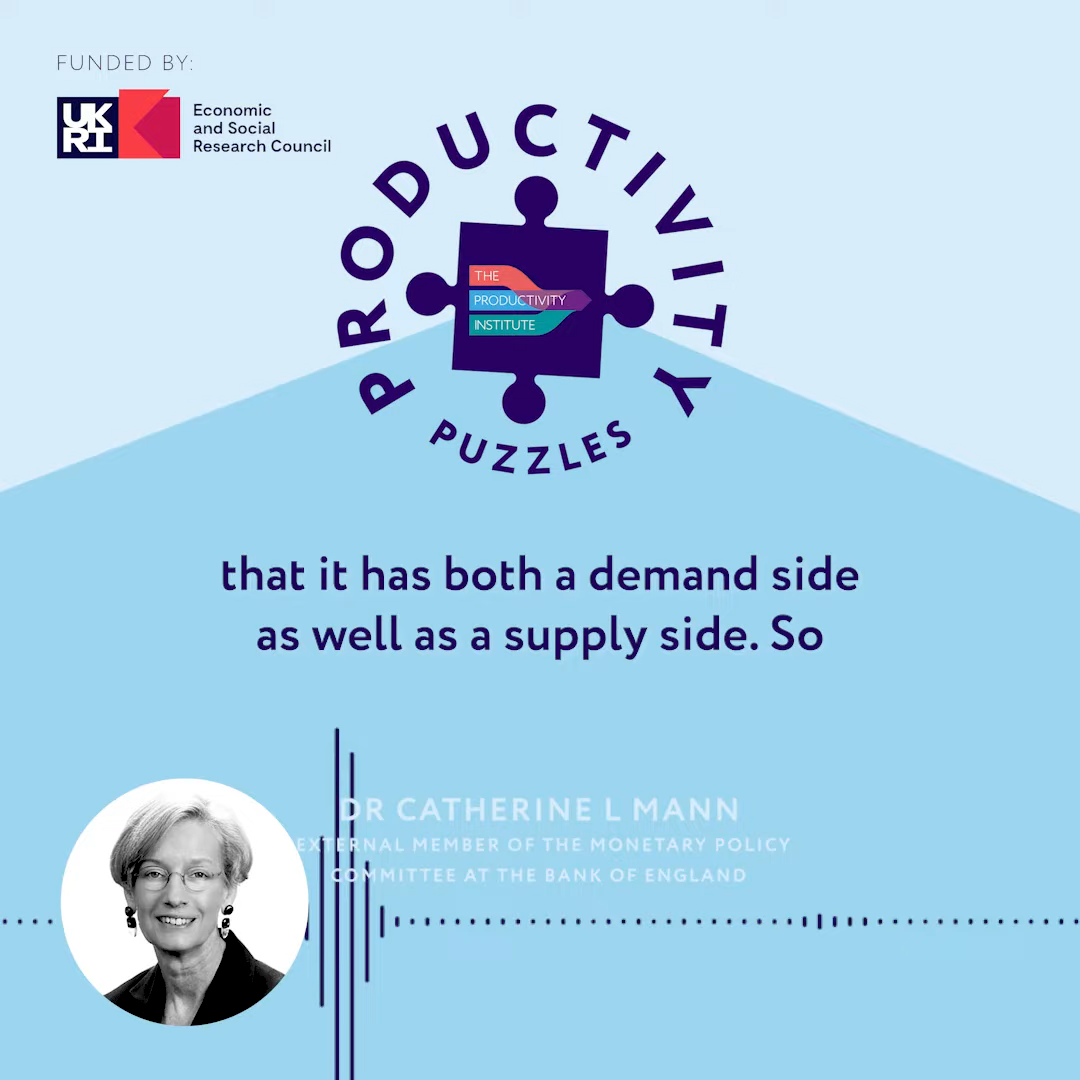 FUNDED BY:
UK
RI
Economic
and Social
Research Council
PRODUCTIVITY
THE
PRODUCTIVITY
INSTITUTE
PUZZLES
that it has both a demand side
as well as a supply side. So
DR CATHERINE L MANN
EXTERNAL MEMBER OF THE MONETARY POLICY
COMMITTEE AT THE BANK OF ENGLAND